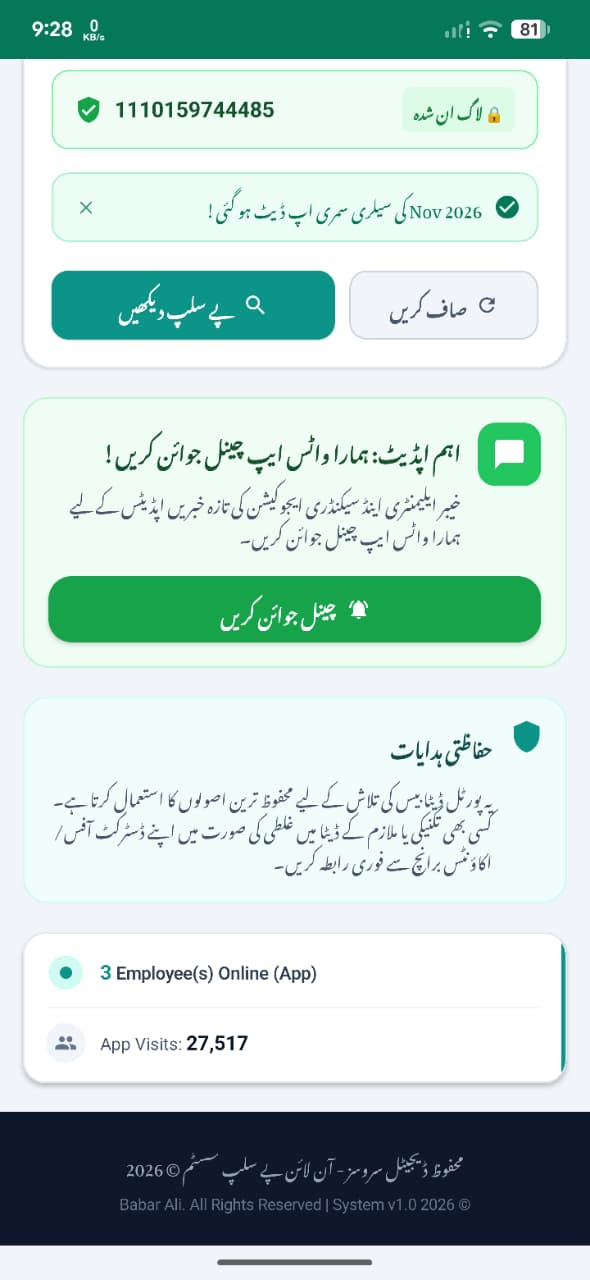 9:28
0
KB/s
81
1110159744485
لاگ ان شدہ
Nov 2026 کی سیلری سمری اپ ڈیٹ ہو گئی!
صاف کریں
پے سلپ دیکھیں
اہم اپڈیٹ: ہمارا واٹس ایپ چینل جوائن کریں!
خیبر ایلیمنٹری اینڈ سیکنڈری ایجوکیشن کی تازہ خبریں اپڈیٹس کے لیے
ہمارا واٹس ایپ چینل جوائن کریں۔
چینل جوائن کریں
حفاظتی ہدایات
یہ پورٹل ڈیٹا بیس کی تلاش کے لیے محفوظ ترین اصولوں کا استعمال کرتا ہے۔
کسی بھی تکنیکی یا ملازم کے ڈیٹا میں غلطی کی صورت میں اپنے ڈسٹرکٹ آفس/
اکاؤنٹس برانچ سے فوری رابطہ کریں۔
3 Employee(s) Online (App)
App Visits: 27,517
محفوظ ڈیجیٹل سروسز - آن لائن پے سلپ سسٹم © 2026
Babar Ali. All Rights Reserved | System v1.0 2026 ©